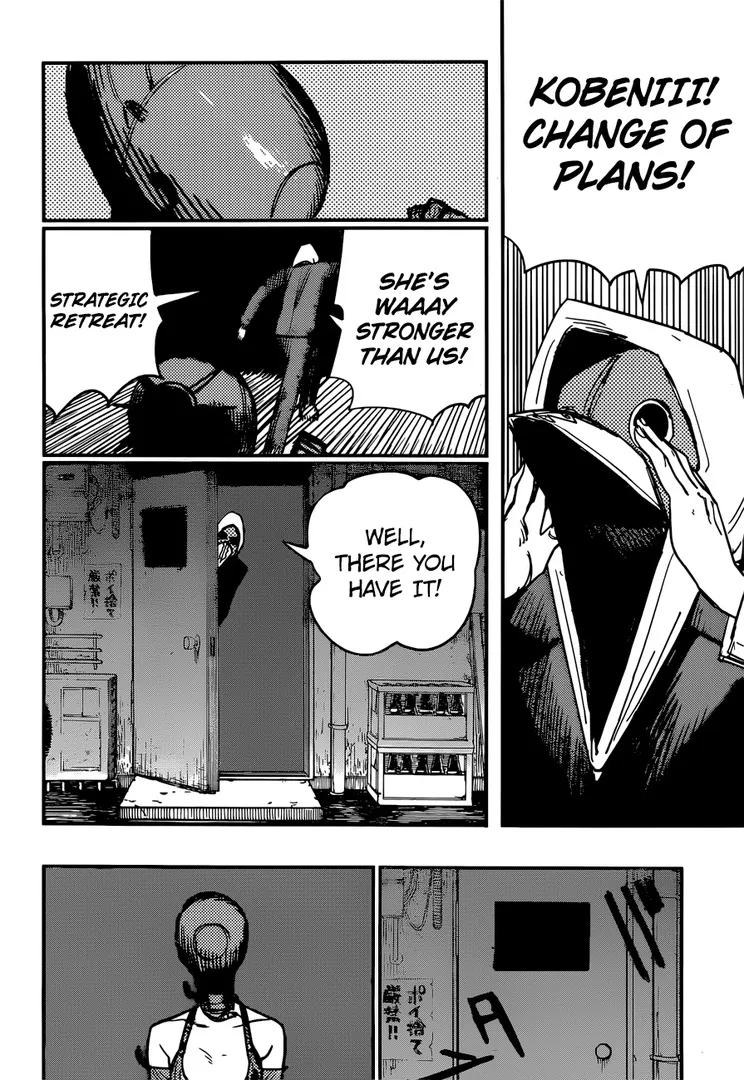 KOBENIII!
CHANGE OF
PLANS!
SHE'S
WAAAY
STRONGER
THAN US!
STRATEGIC
RETREAT!
WELL,
THERE YOU
HAVE IT!
ポイ捨て
厳禁!!
ポイ捨て
厳禁!!